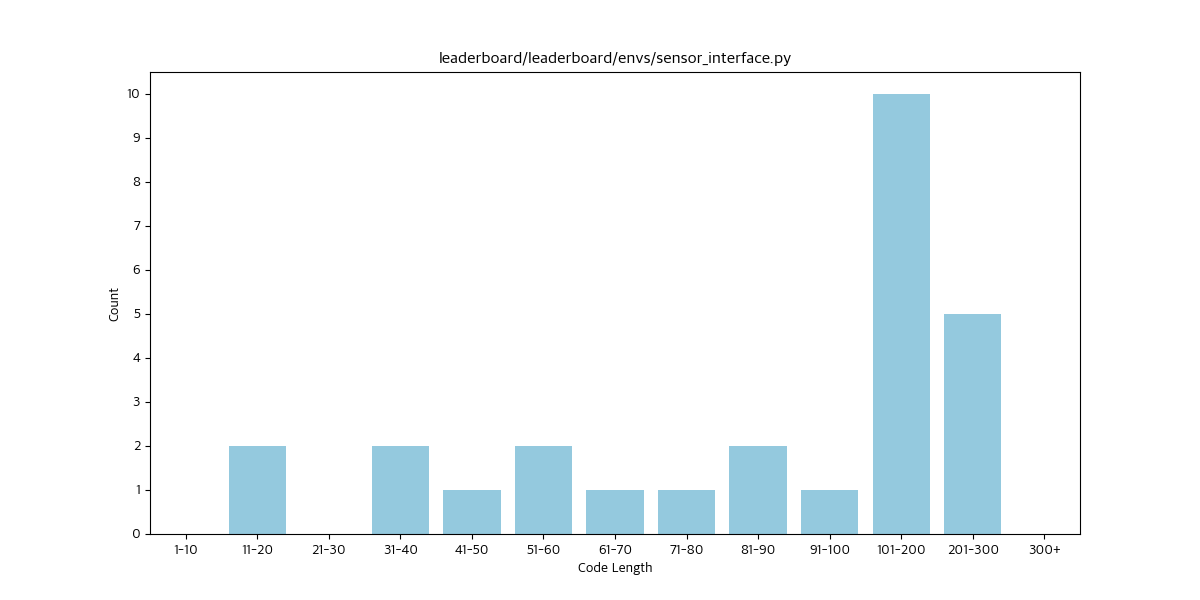 leaderboard/leaderboard/envs/sensor_interface.py
10
9
8
7
6
5
4
3
2
1
0
Count
1-10 11-20 21-30 31-40 41-50 51-60 61-70 71-80 81-90 91-100 101-200 201-300 300+
Code Length